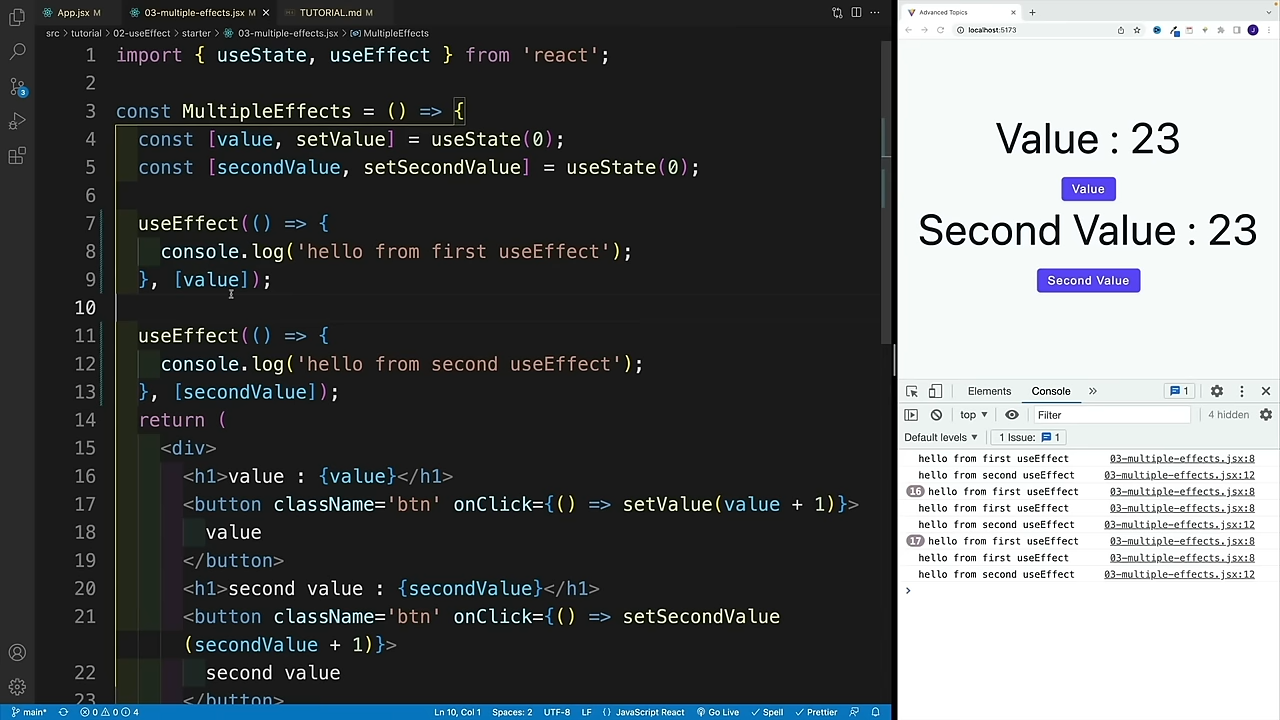 App.jsx M
03-multiple-effects.jsx M
TUTORIAL.md M
src > tutorial > 02-useEffect > starter > 03-multiple-effects.jsx > MultipleEffects
1 import { useState, useEffect } from 'react';
2
3 const MultipleEffects = () => {
4 const [value, setValue] = useState(0);
5 const [secondValue, setSecondValue] = useState(0);
6
7 useEffect(() => {
8 console.log('hello from first useEffect');
9 }, [value]);
10
11 useEffect(() => {
12 console.log('hello from second useEffect');
13 }, [secondValue]);
14 return (
15 <div>
16 <h1>value : {value}</h1>
17 <button className='btn' onClick={() => setValue(value + 1)}>
18 value
19 </button>
20 <h1>second value : {secondValue}</h1>
21 <button className='btn' onClick={() => setSecondValue
(secondValue + 1)}>
22 second value
23 </button>
3
main*
0 0 4
Ln 10, Col 1 Spaces: 2 UTF-8 LF {} JavaScript React Go Live Spell Prettier
Advanced Topics
localhost:5173
J
Value : 23
Value
Second Value : 23
Second Value
Elements Console » 1
top Filter 4 hidden
Default levels 1 Issue: 1
hello from first useEffect 03-multiple-effects.jsx:8
hello from second useEffect 03-multiple-effects.jsx:12
16 hello from first useEffect 03-multiple-effects.jsx:8
hello from first useEffect 03-multiple-effects.jsx:8
hello from second useEffect 03-multiple-effects.jsx:12
17 hello from first useEffect 03-multiple-effects.jsx:8
hello from first useEffect 03-multiple-effects.jsx:8
hello from second useEffect 03-multiple-effects.jsx:12